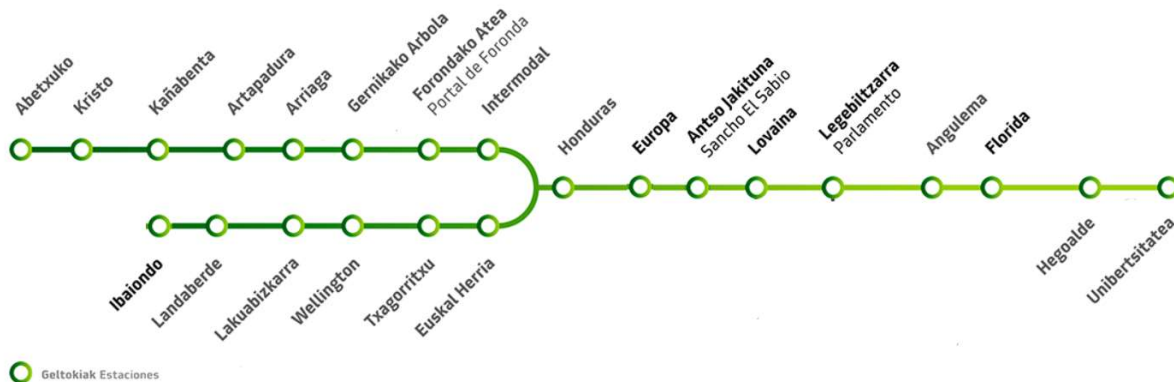 Abetxuko
Kristo
Kañabenta
Artapadura
Arriaga
Gernikako Arbola
Forondako Atea
Portal de Foronda
Intermodal
Honduras
Europa
Antso Jakituna
Sancho El Sabio
Lovaina
Legebiltzarra
Parlamento
Angulema
Florida
Ibaiondo
Landaberde
Lakuabizkarra
Wellington
Txagorritxu
Euskal Herria
Hegoalde
Unibertsitatea
Geltokiak Estaciones